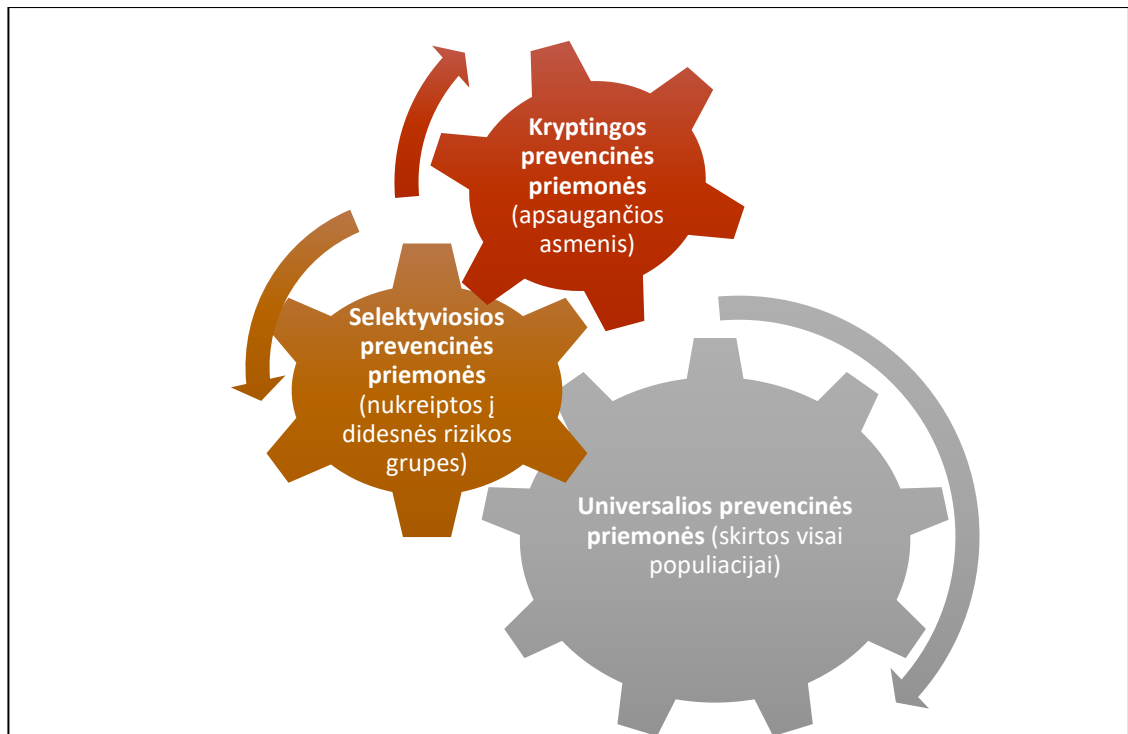 Kryptingos
prevencinės
priemonės
(apsaugančios
asmenis)
Selektyviosios
prevencinės
priemonės
(nukreiptos į
didesnės rizikos
grupes)
Universalios prevencinės
priemonės (skirtos visai
populiacijai)